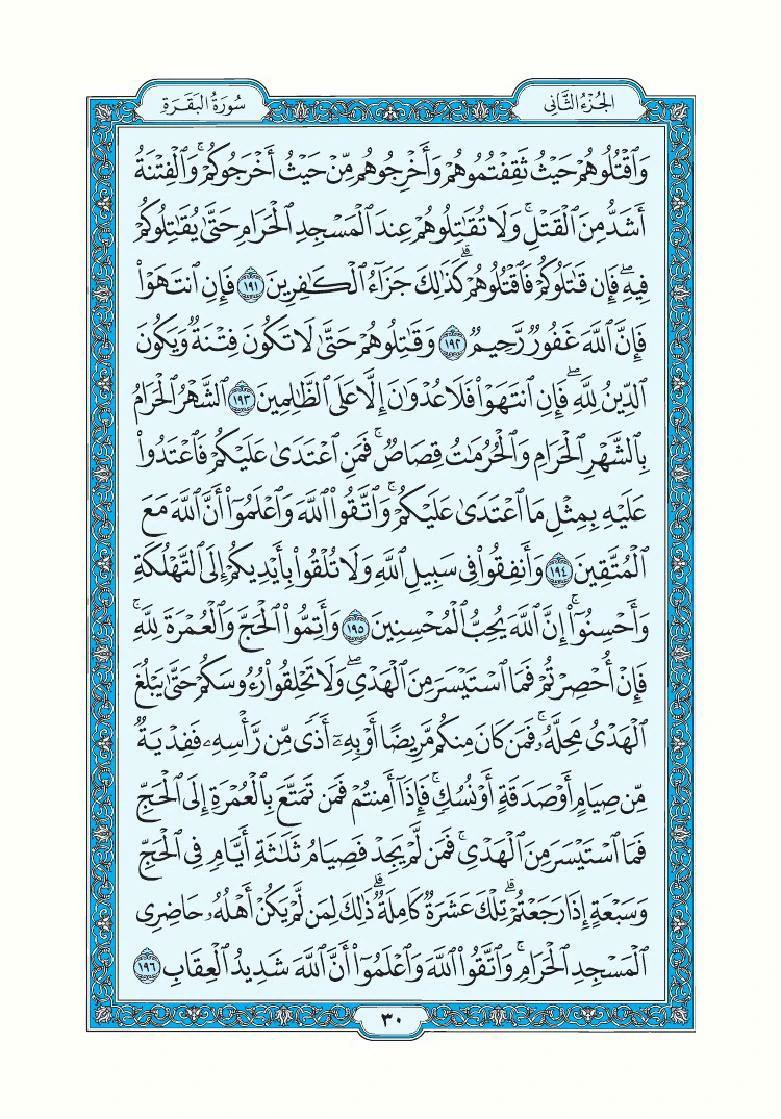 الجزء الثاني
سورة البقرة
وَٱقۡتُلُوهُمۡ حَيۡثُ ثَقِفۡتُمُوهُمۡ وَأَخۡرِجُوهُم مِّنۡ حَيۡثُ أَخۡرَجُوكُمۡۚ وَٱلۡفِتۡنَةُ
أَشَدُّ مِنَ ٱلۡقَتۡلِۚ وَلَا تُقَٰتِلُوهُمۡ عِندَ ٱلۡمَسۡجِدِ ٱلۡحَرَامِ حَتَّىٰ يُقَٰتِلُوكُمۡ
فِيهِۖ فَإِن قَٰتَلُوكُمۡ فَٱقۡتُلُوهُمۡۗ كَذَٰلِكَ جَزَآءُ ٱلۡكَٰفِرِينَ ١٩١ فَإِنِ ٱنتَهَوۡاْ
فَإِنَّ ٱللَّهَ غَفُورٞ رَّحِيمٞ ١٩٢ وَقَٰتِلُوهُمۡ حَتَّىٰ لَا تَكُونَ فِتۡنَةٞ وَيَكُونَ
ٱلدِّينُ لِلَّهِۖ فَإِنِ ٱنتَهَوۡاْ فَلَا عُدۡوَٰنَ إِلَّا عَلَى ٱلظَّٰلِمِينَ ١٩٣ ٱلشَّهۡرُ ٱلۡحَرَامُ
بِٱلشَّهۡرِ ٱلۡحَرَامِ وَٱلۡحُرُمَٰتُ قِصَاصٞۚ فَمَنِ ٱعۡتَدَىٰ عَلَيۡكُمۡ فَٱعۡتَدُواْ
عَلَيۡهِ بِمِثۡلِ مَا ٱعۡتَدَىٰ عَلَيۡكُمۡۚ وَٱتَّقُواْ ٱللَّهَ وَٱعۡلَمُوٓاْ أَنَّ ٱللَّهَ مَعَ
ٱلۡمُتَّقِينَ ١٩٤ وَأَنفِقُواْ فِي سَبِيلِ ٱللَّهِ وَلَا تُلۡقُواْ بِأَيۡدِيكُمۡ إِلَى ٱلتَّهۡلُكَةِ
وَأَحۡسِنُوٓاْۚ إِنَّ ٱللَّهَ يُحِبُّ ٱلۡمُحۡسِنِينَ ١٩٥ وَأَتِمُّواْ ٱلۡحَجَّ وَٱلۡعُمۡرَةَ لِلَّهِۚ
فَإِنۡ أُحۡصِرۡتُمۡ فَمَا ٱسۡتَيۡسَرَ مِنَ ٱلۡهَدۡيِۖ وَلَا تَحۡلِقُواْ رُءُوسَكُمۡ حَتَّىٰ يَبۡلُغَ
ٱلۡهَدۡيُ مَحِلَّهُۥۚ فَمَن كَانَ مِنكُم مَّرِيضًا أَوۡ بِهِۦٓ أَذٗى مِّن رَّأۡسِهِۦ فَفِدۡيَةٞ
مِّن صِيَامٍ أَوۡ صَدَقَةٍ أَوۡ نُسُكٖۚ فَإِذَآ أَمِنتُمۡ فَمَن تَمَتَّعَ بِٱلۡعُمۡرَةِ إِلَى ٱلۡحَجِّ
فَمَا ٱسۡتَيۡسَرَ مِنَ ٱلۡهَدۡيِۚ فَمَن لَّمۡ يَجِدۡ فَصِيَامُ ثَلَٰثَةِ أَيَّامٖ فِي ٱلۡحَجِّ
وَسَبۡعَةٍ إِذَا رَجَعۡتُمۡۗ تِلۡكَ عَشَرَةٞ كَامِلَةٞۗ ذَٰلِكَ لِمَن لَّمۡ يَكُنۡ أَهۡلُهُۥ حَاضِرِي
ٱلۡمَسۡجِدِ ٱلۡحَرَامِۚ وَٱتَّقُواْ ٱللَّهَ وَٱعۡلَمُوٓاْ أَنَّ ٱللَّهَ شَدِيدُ ٱلۡعِقَابِ ١٩٦
٣٠